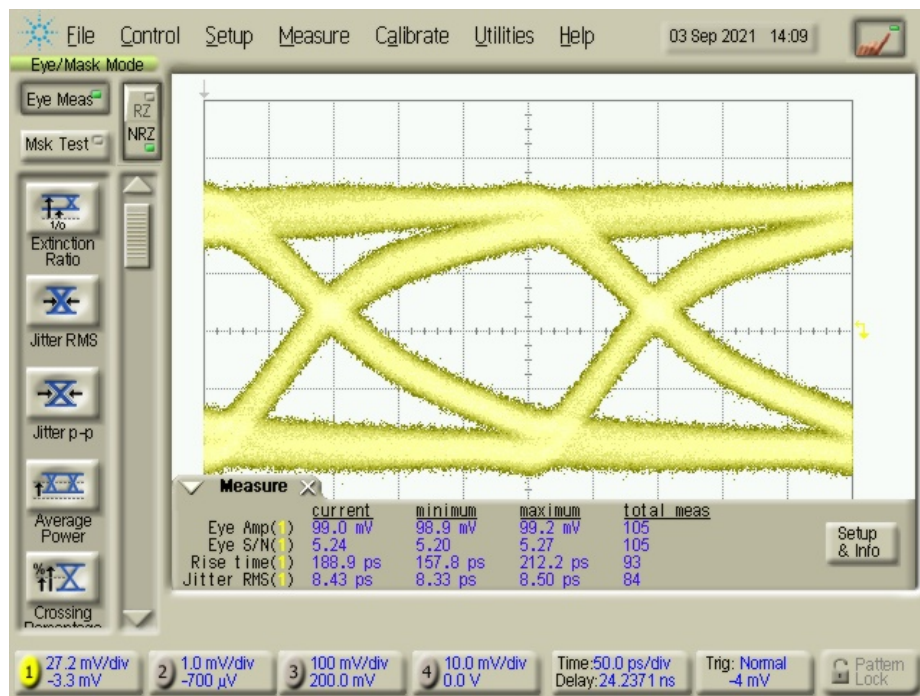 File Control Setup Measure Calibrate Utilities Help 03 Sep 2021 14:09
Eye/Mask Mode
Eye Meas
RZ
NRZ
Msk Test
1/0
Extinction
Ratio
Jitter RMS
Jitter p-p
Average
Power
%
Crossing
Measure
current minimum maximum total meas
Eye Amp(1) 99.0 mV 98.9 mV 99.2 mV 105
Eye S/N(1) 5.24 5.20 5.27 105
Rise time(1) 188.9 ps 157.8 ps 212.2 ps 93
Jitter RMS(1) 8.43 ps 8.33 ps 8.50 ps 84
Setup
& Info
1 27.2 mV/div 2 1.0 mV/div 3 100 mV/div 4 10.0 mV/div Time:50.0 ps/div Trig: Normal Pattern
-3.3 mV -700 µV 200.0 mV 0.0 V Delay:24.2371 ns -4 mV Lock